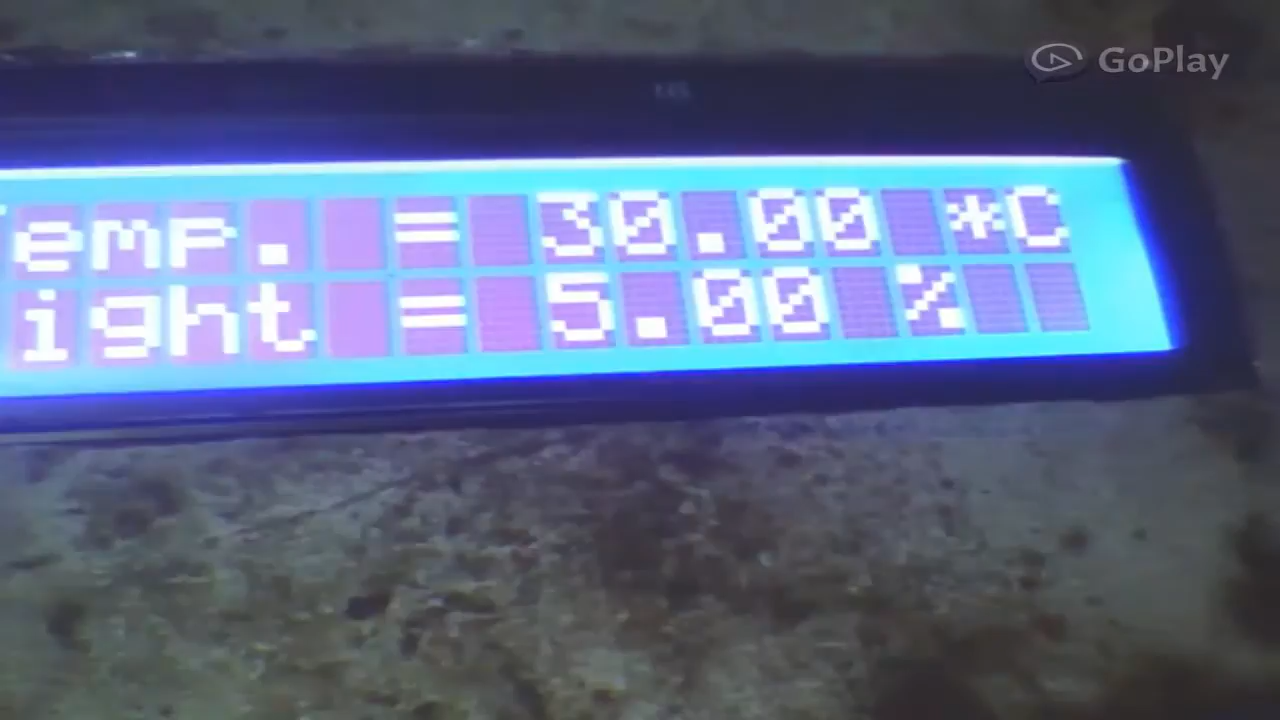 GoPlay
emp. = 30.00 *C
ight = 5.00 %